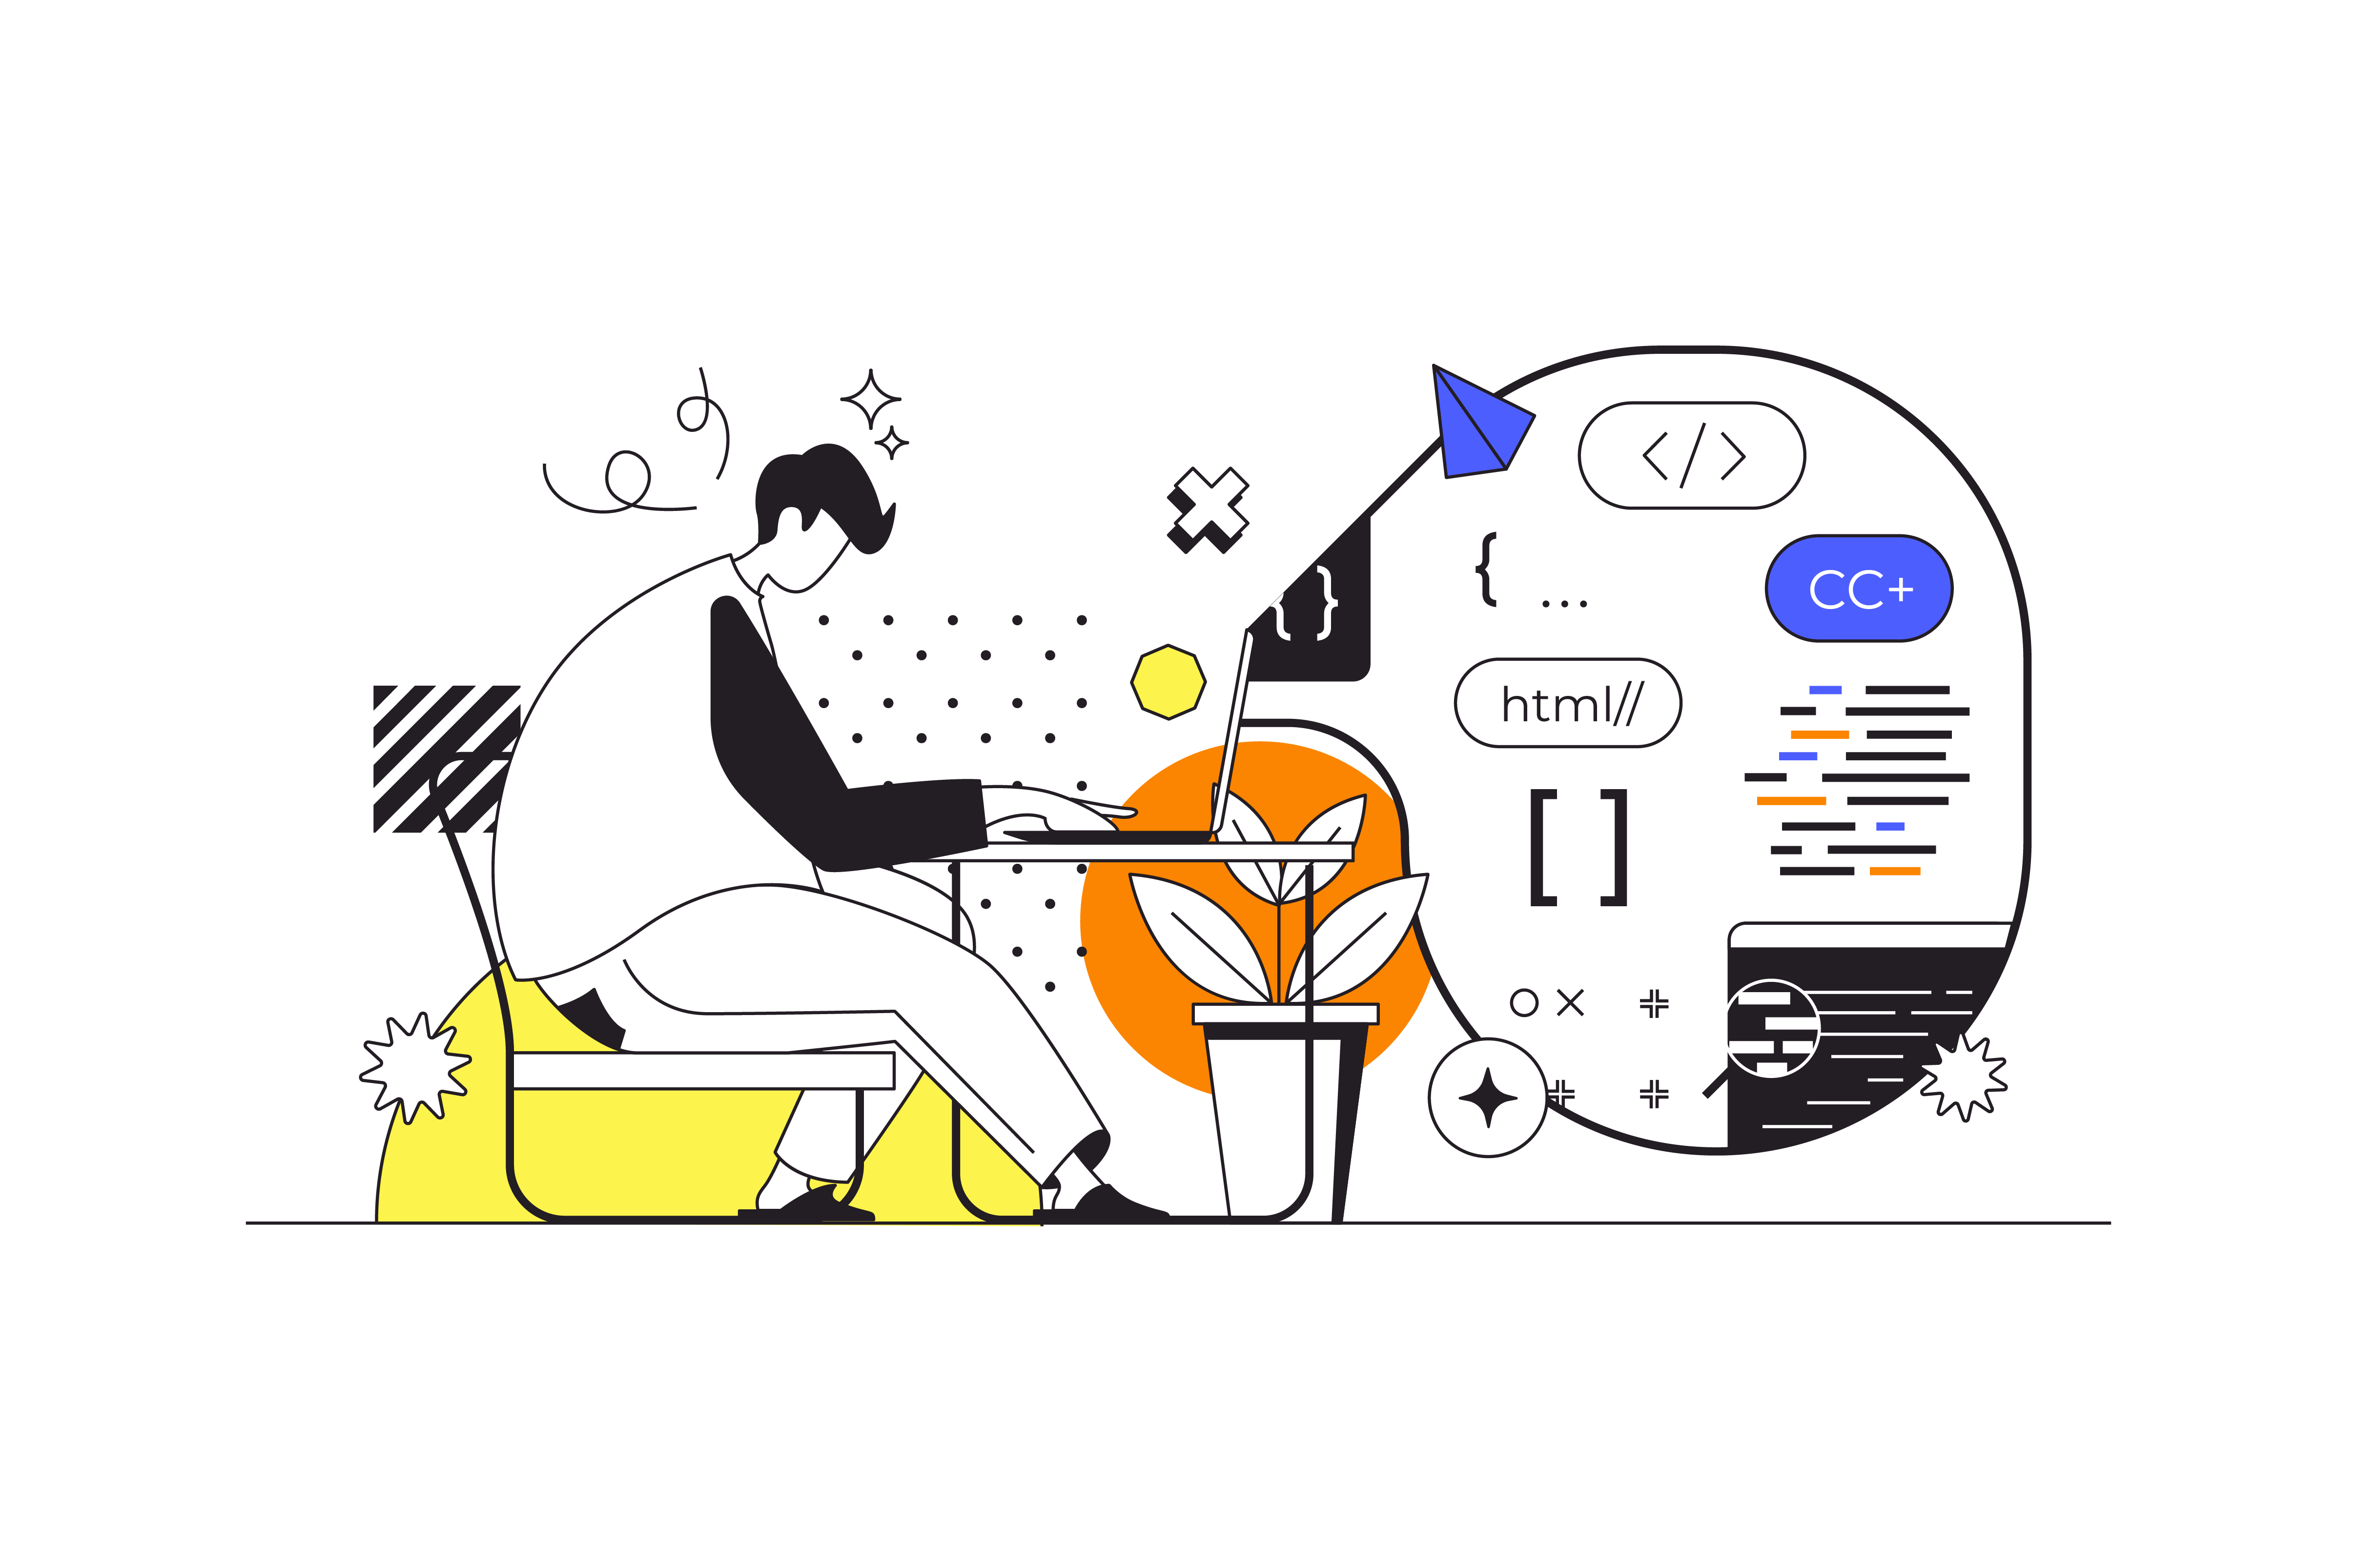 </>
{ ...
CC+
{}
html//
[ ]